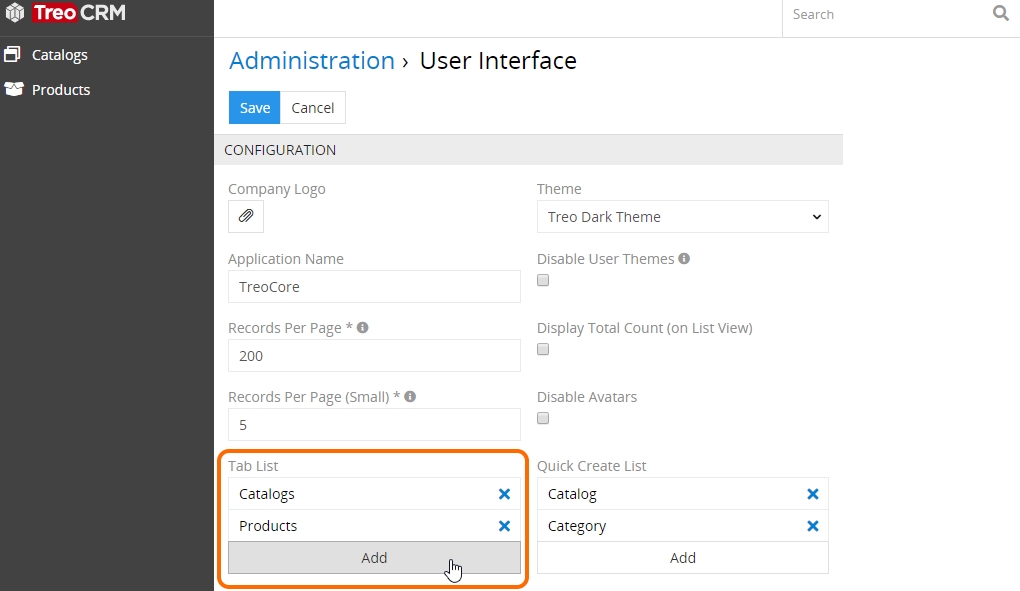 Treo CRM
Search
Catalogs
Products
Administration › User Interface
Save
Cancel
CONFIGURATION
Company Logo
Theme
Treo Dark Theme
Application Name
TreoCore
Disable User Themes
Records Per Page *
200
Display Total Count (on List View)
Records Per Page (Small) *
5
Disable Avatars
Tab List
Catalogs
Products
Add
Quick Create List
Catalog
Category
Add